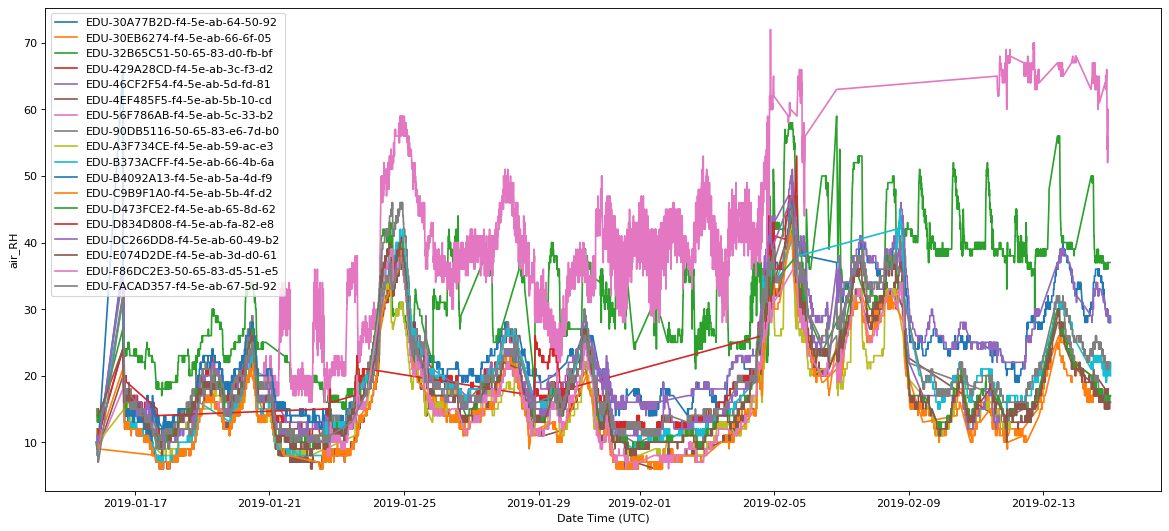 70
60
50
40
30
20
10
air_RH
EDU-30A77B2D-f4-5e-ab-64-50-92
EDU-30EB6274-f4-5e-ab-66-6f-05
EDU-32B65C51-50-65-83-d0-fb-bf
EDU-429A28CD-f4-5e-ab-3c-f3-d2
EDU-46CF2F54-f4-5e-ab-5d-fd-81
EDU-4EF485F5-f4-5e-ab-5b-10-cd
EDU-56F786AB-f4-5e-ab-5c-33-b2
EDU-90DB5116-50-65-83-e6-7d-b0
EDU-A3F734CE-f4-5e-ab-59-ac-e3
EDU-B373ACFF-f4-5e-ab-66-4b-6a
EDU-B4092A13-f4-5e-ab-5a-4d-f9
EDU-C9B9F1A0-f4-5e-ab-5b-4f-d2
EDU-D473FCE2-f4-5e-ab-65-8d-62
EDU-D834D808-f4-5e-ab-fa-82-e8
EDU-DC266DD8-f4-5e-ab-60-49-b2
EDU-E074D2DE-f4-5e-ab-3d-d0-61
EDU-F86DC2E3-50-65-83-d5-51-e5
EDU-FACAD357-f4-5e-ab-67-5d-92
2019-01-17 2019-01-21 2019-01-25 2019-01-29 2019-02-01 2019-02-05 2019-02-09 2019-02-13
Date Time (UTC)